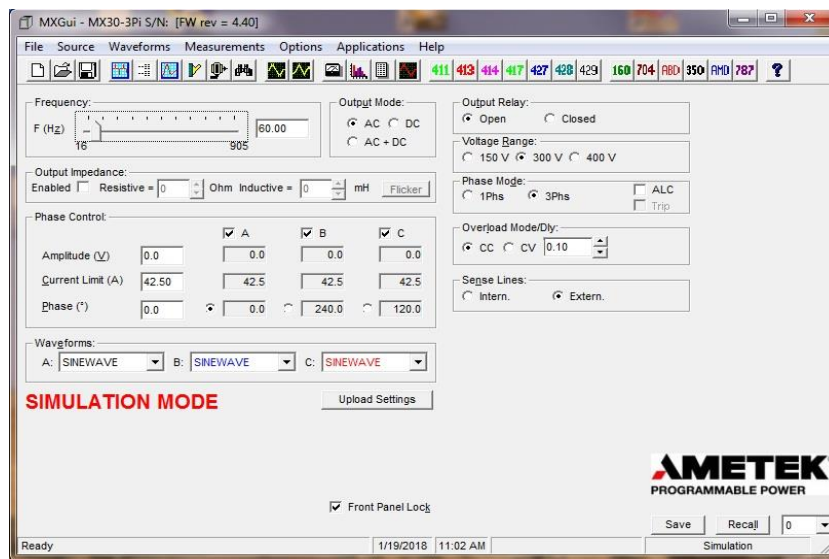 MXGui - MX30-3Pi S/N: [FW rev = 4.40]
File Source Waveforms Measurements Options Applications Help
411 413 414 417 427 428 429 160 704 ABD 350 AMD 787 ?
Frequency:
F (Hz)
16
905
60.00
Output Mode:
AC DC
AC + DC
Output Impedance:
Enabled Resistive = 0 Ohm Inductive = 0 mH Flicker
Phase Control:
A B C
Amplitude (V) 0.0 0.0 0.0 0.0
Current Limit (A) 42.50 42.5 42.5 42.5
Phase (°) 0.0 0.0 240.0 120.0
Waveforms:
A: SINEWAVE B: SINEWAVE C: SINEWAVE
SIMULATION MODE
Upload Settings
Output Relay:
Open Closed
Voltage Range:
150 V 300 V 400 V
Phase Mode:
1Phs 3Phs
ALC
Trip
Overload Mode/Dly:
CC CV 0.10
Sense Lines:
Intern. Extern.
AMETEK
PROGRAMMABLE POWER
Front Panel Lock
Save Recall 0
Ready 1/19/2018 11:02 AM Simulation